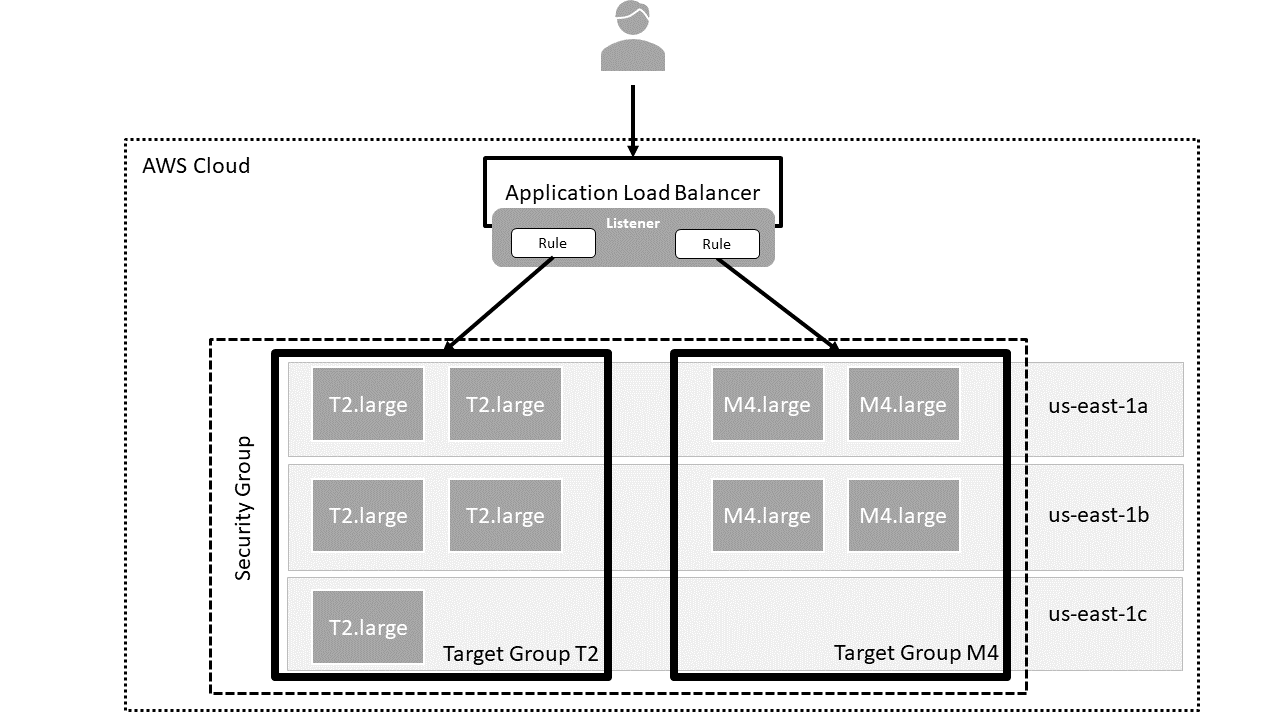 AWS Cloud
Application Load Balancer
Listener
Rule
Rule
Security Group
T2.large
T2.large
M4.large
M4.large
us-east-1a
T2.large
T2.large
M4.large
M4.large
us-east-1b
T2.large
us-east-1c
Target Group T2
Target Group M4